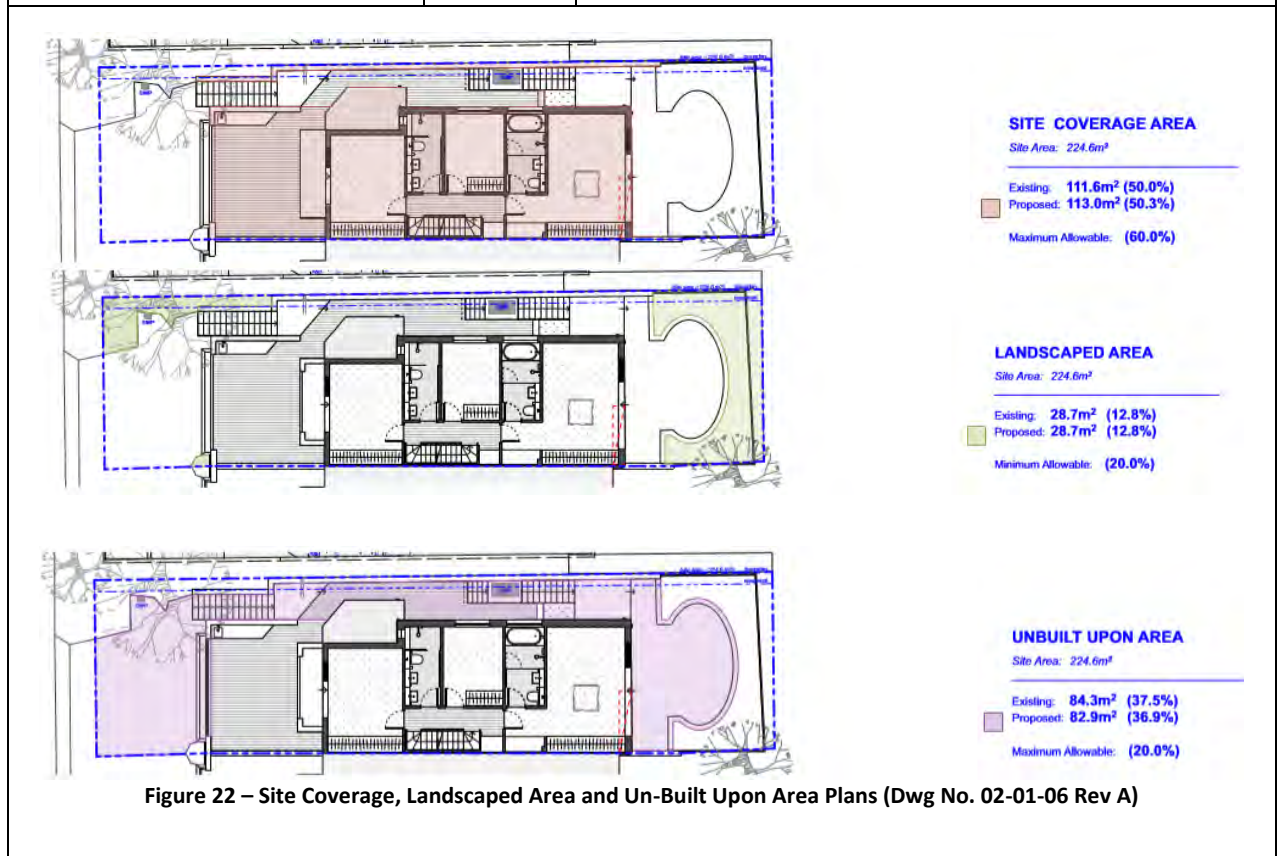 SITE COVERAGE AREA
Site Area: 224.6m²
Existing: 111.6m² (50.0%)
Proposed: 113.0m² (50.3%)
Maximum Allowable: (60.0%)
LANDSCAPED AREA
Site Area: 224.6m²
Existing: 28.7m² (12.8%)
Proposed: 28.7m² (12.8%)
Minimum Allowable: (20.0%)
UNBUILT UPON AREA
Site Area: 224.6m²
Existing: 84.3m² (37.5%)
Proposed: 82.9m² (36.9%)
Maximum Allowable: (20.0%)
Figure 22 – Site Coverage, Landscaped Area and Un-Built Upon Area Plans (Dwg No. 02-01-06 Rev A)